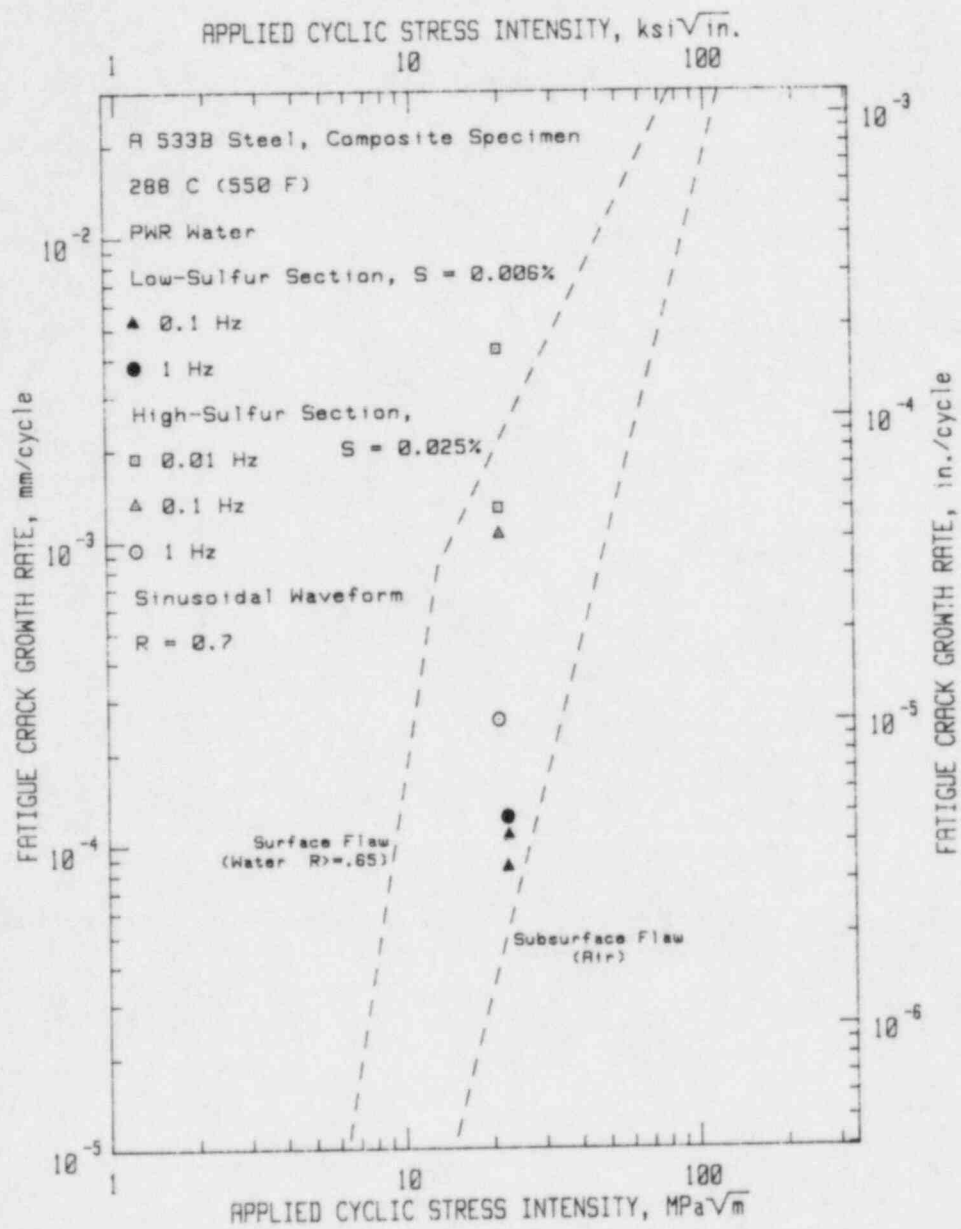 APPLIED CYCLIC STRESS INTENSITY, ksi√in.
1 10 100
A 533B Steel, Composite Specimen
288 C (550 F)
PWR Water
Low-Sulfur Section, S = 0.006%
▲ 0.1 Hz
● 1 Hz
High-Sulfur Section,
S = 0.025%
□ 0.01 Hz
△ 0.1 Hz
○ 1 Hz
Sinusoidal Waveform
R = 0.7
Surface Flaw
(Water R>=.65)
Subsurface Flaw
(Air)
FATIGUE CRACK GROWTH RATE, mm/cycle
10⁻²
10⁻³
10⁻⁴
10⁻⁵
FATIGUE CRACK GROWTH RATE, in./cycle
10⁻³
10⁻⁴
10⁻⁵
10⁻⁶
1 10 100
APPLIED CYCLIC STRESS INTENSITY, MPa√m